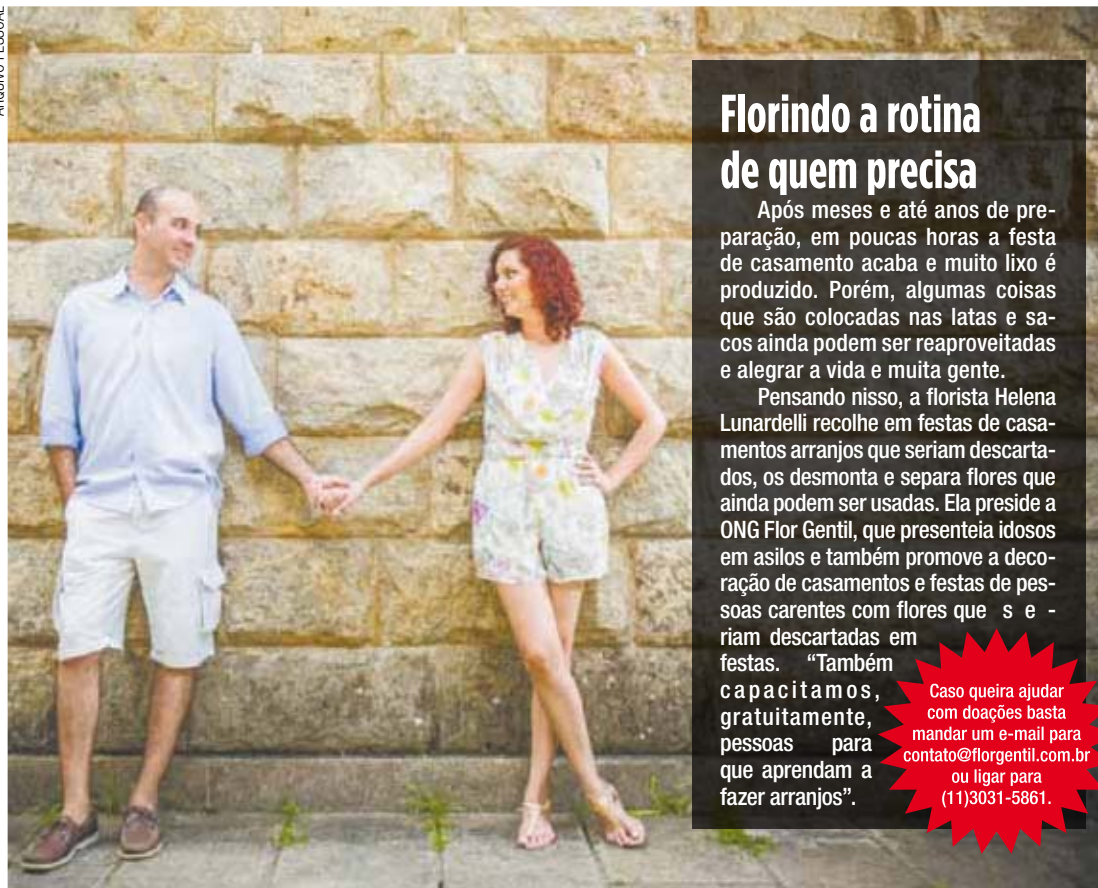 ARQUIVO PESSOAL
Florindo a rotina
de quem precisa
Após meses e até anos de pre-
paração, em poucas horas a festa
de casamento acaba e muito lixo é
produzido. Porém, algumas coisas
que são colocadas nas latas e sa-
cos ainda podem ser reaproveitadas
e alegrar a vida e muita gente.
Pensando nisso, a florista Helena
Lunardelli recolhe em festas de casa-
mentos arranjos que seriam descarta-
dos, os desmonta e separa flores que
ainda podem ser usadas. Ela preside a
ONG Flor Gentil, que presenteia idosos
em asilos e também promove a deco-
ração de casamentos e festas de pes-
soas carentes com flores que s e -
riam descartadas em
festas. “Também
capacitamos,
gratuitamente,
pessoas para
que aprendam a
fazer arranjos”.
Caso queira ajudar
com doações basta
mandar um e-mail para
contato@florgentil.com.br
ou ligar para
(11)3031-5861.